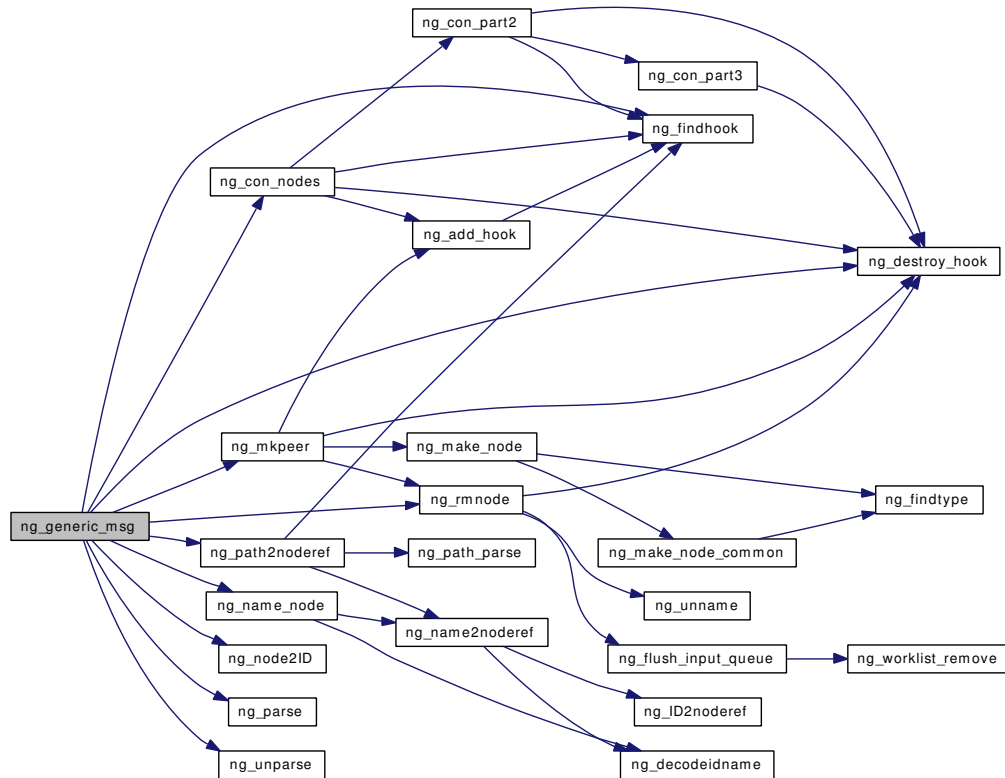 ng_con_part2
ng_con_part3
ng_findhook
ng_con_nodes
ng_add_hook
ng_destroy_hook
ng_mkpeer
ng_make_node
ng_rmnode
ng_findtype
ng_generic_msg
ng_path2noderef
ng_path_parse
ng_make_node_common
ng_name_node
ng_unname
ng_name2noderef
ng_node2ID
ng_flush_input_queue
ng_worklist_remove
ng_parse
ng_ID2noderef
ng_unparse
ng_decodeidname